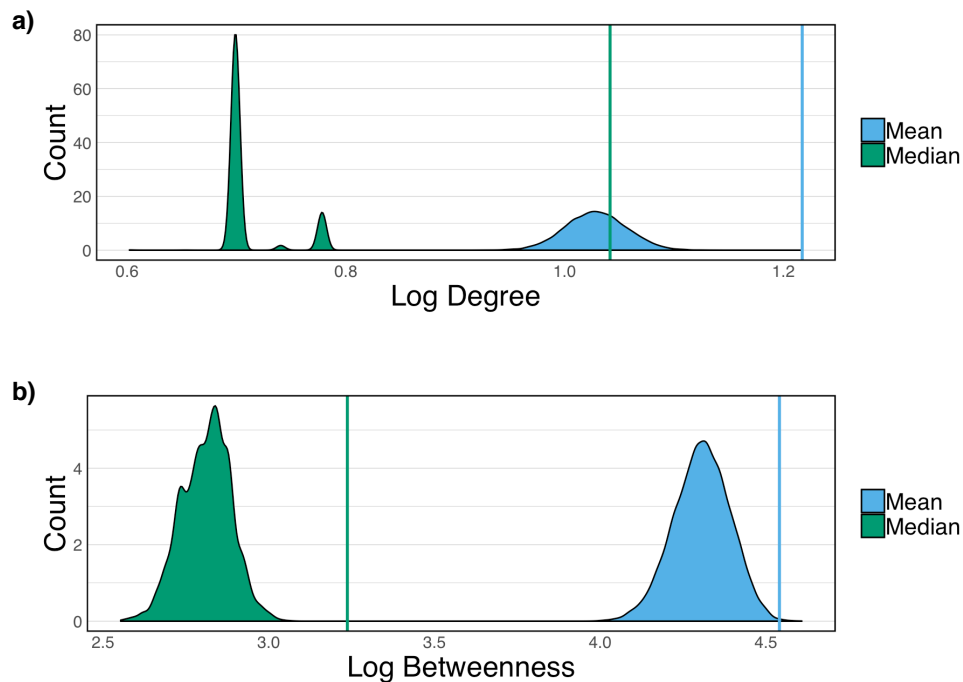 a)
80
60
40
20
0
Count
0.6 0.8 1.0 1.2
Log Degree
Mean
Median
b)
4
2
0
Count
2.5 3.0 3.5 4.0 4.5
Log Betweenness
Mean
Median